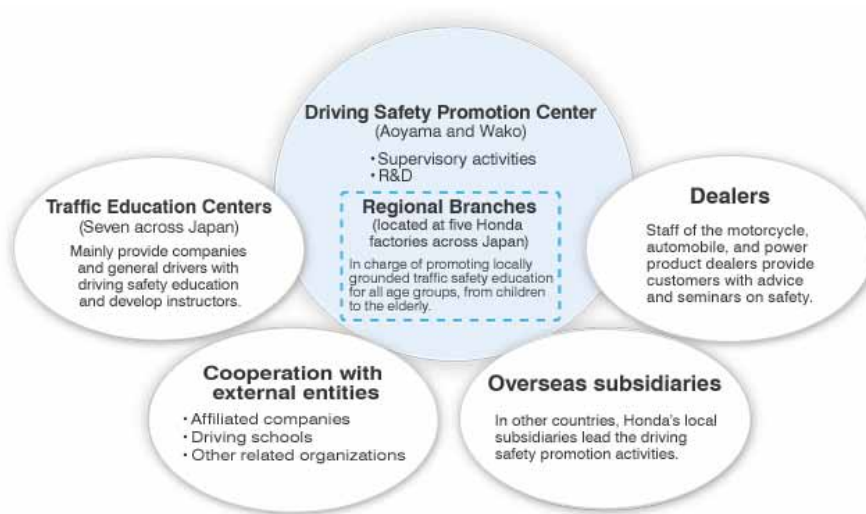 Driving Safety Promotion Center
(Aoyama and Wako)
・Supervisory activities
・R&D
Regional Branches
(located at five Honda
factories across Japan)
In charge of promoting locally
grounded traffic safety education
for all age groups, from children
to the elderly.
Traffic Education Centers
(Seven across Japan)
Mainly provide companies
and general drivers with
driving safety education
and develop instructors.
Dealers
Staff of the motorcycle,
automobile, and power
product dealers provide
customers with advice
and seminars on safety.
Cooperation with
external entities
・Affiliated companies
・Driving schools
・Other related organizations
Overseas subsidiaries
In other countries, Honda's local
subsidiaries lead the driving
safety promotion activities.